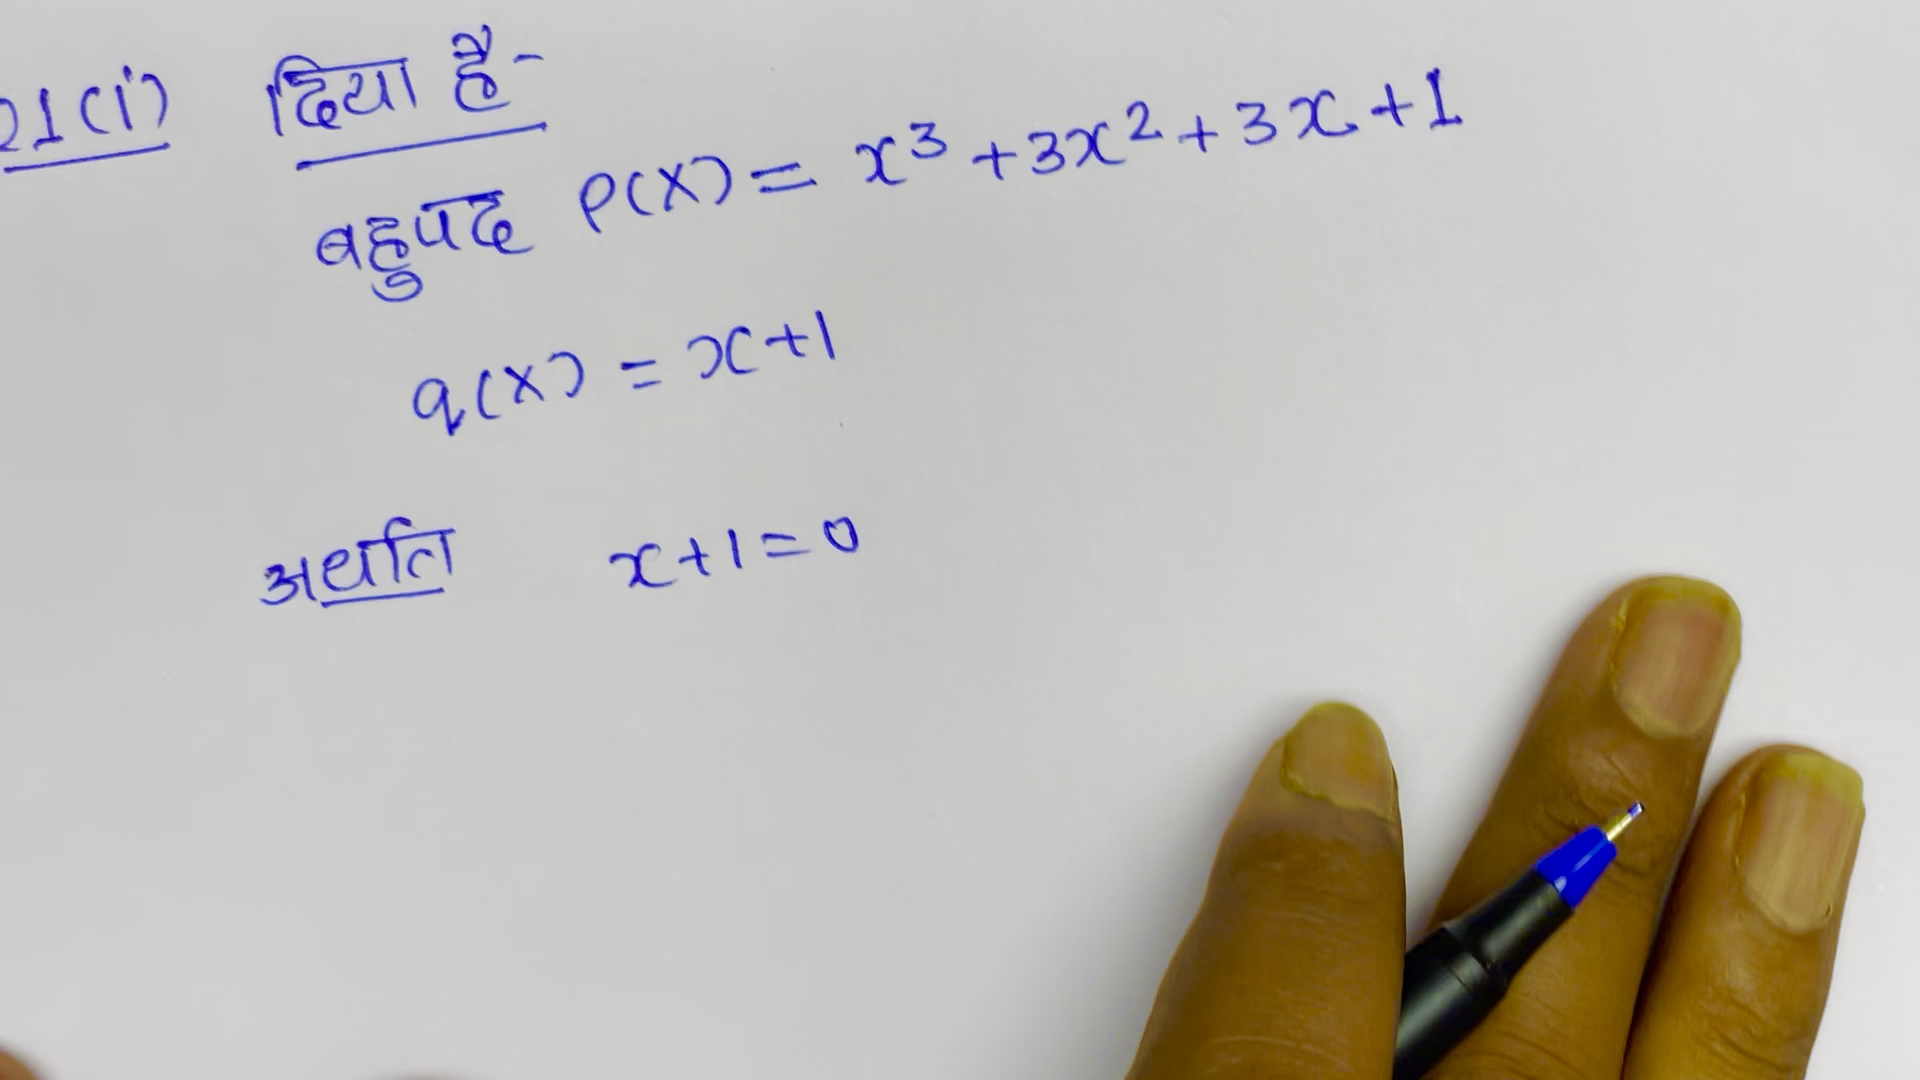 21(i) दिया है-
बहुपद p(x) = x³ + 3x² + 3x + 1
q(x) = x+1
अर्थात x+1=0